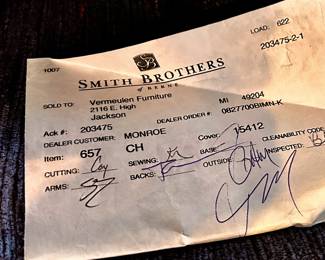 1007
LOAD: 622
203475-2-1
SB
SMITH BROTHERS
of BERNE
SOLD TO: Vermeulen Furniture
2116 E. High
Jackson MI 49204
Ack #: 203475 DEALER ORDER #: 0827700BIMN-K
DEALER CUSTOMER: MONROE
Item: 657 CH Cover: 15412
CUTTING: SEWING: BASE: CLEANABILITY CODE
ARMS: BACKS: OUTSIDE: INSPECTED: